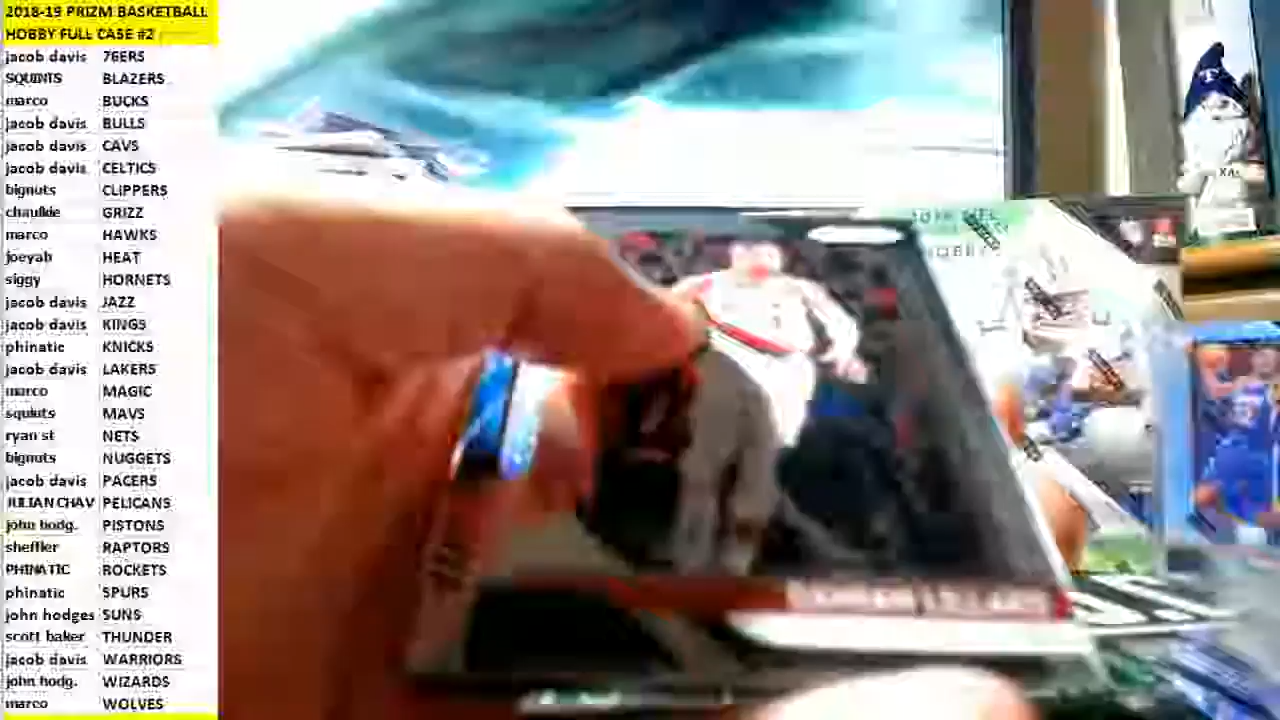 2018-19 PRIZM BASKETBALL
HOBBY FULL CASE #2
jacob davis 76ERS
SQUINTS BLAZERS
marco BUCKS
jacob davis BULLS
jacob davis CAVS
jacob davis CELTICS
bignuts CLIPPERS
chaulkie GRIZZ
marco HAWKS
joeyab HEAT
siggy HORNETS
jacob davis JAZZ
jacob davis KINGS
phinatic KNICKS
jacob davis LAKERS
marco MAGIC
squints MAVS
ryan st NETS
bignuts NUGGETS
jacob davis PACERS
JULIAN CHAV PELICANS
john hodg. PISTONS
sheffler RAPTORS
PHINATIC ROCKETS
phinatic SPURS
john hodges SUNS
scott baker THUNDER
jacob davis WARRIORS
john hodg. WIZARDS
marco WOLVES